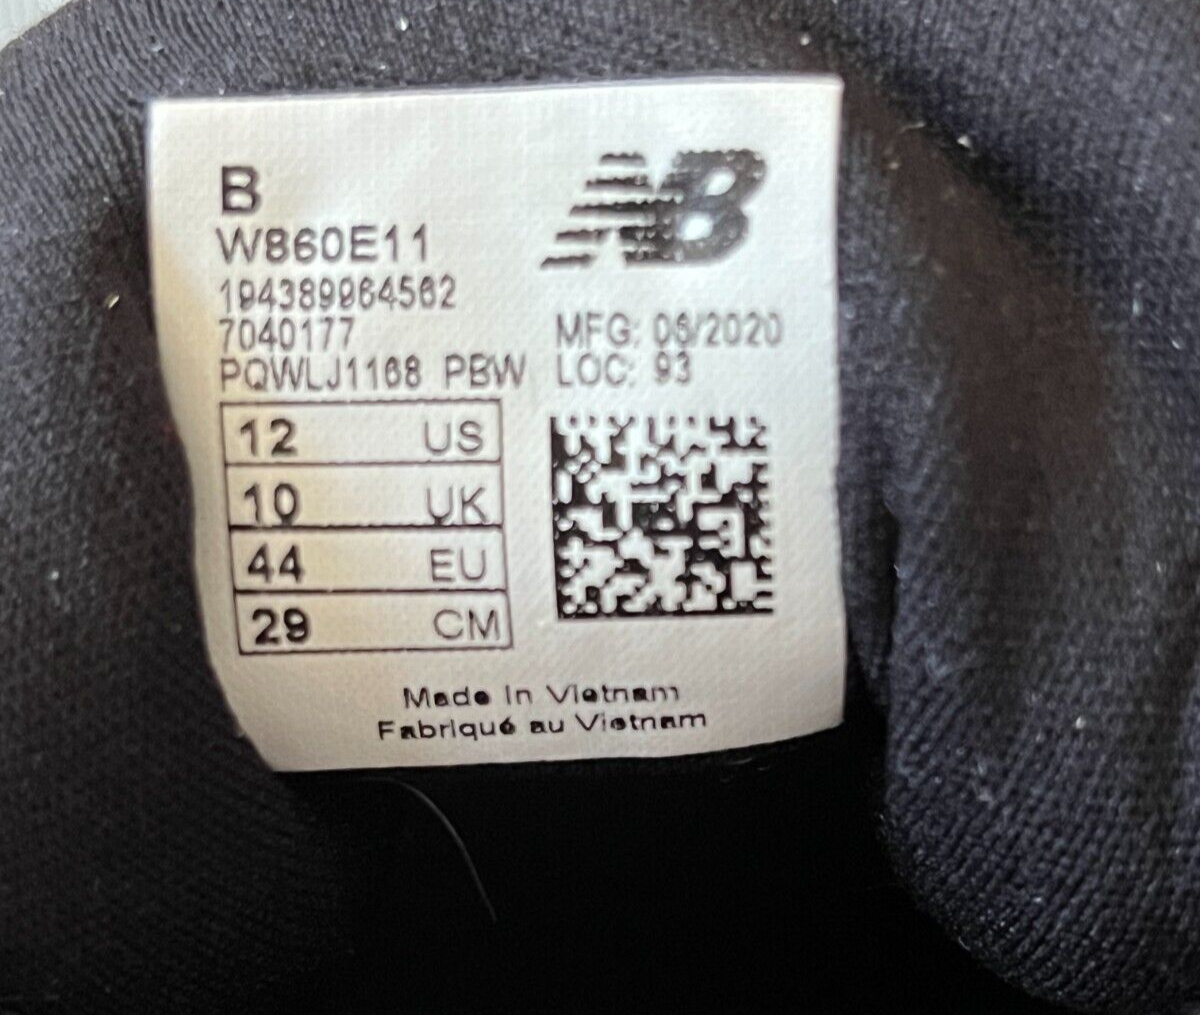 B
NB
W860E11
194389964562
7040177
MFG: 06/2020
PQWLJ1168 PBW
LOC: 93
12 US
10 UK
44 EU
29 CM
Made in Vietnam
Fabriqué au Vietnam